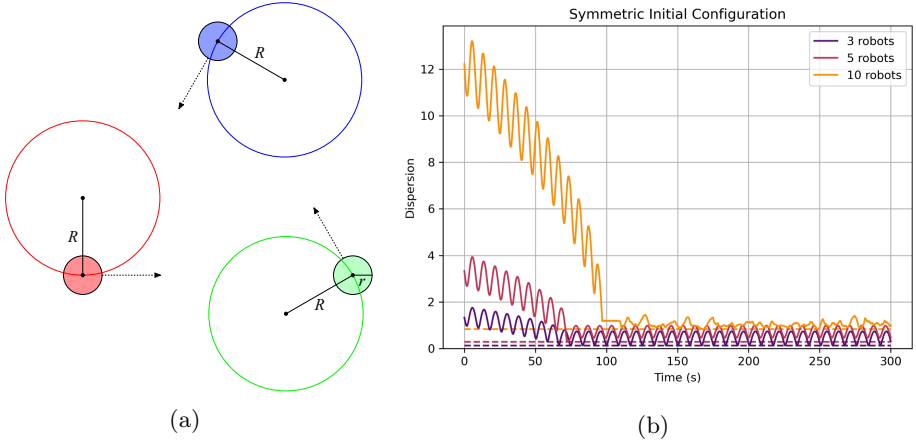 R
R
R
r
(a)
Symmetric Initial Configuration
3 robots
5 robots
10 robots
Dispersion
12
10
8
6
4
2
0
0
50
100
150
200
250
300
Time (s)
(b)